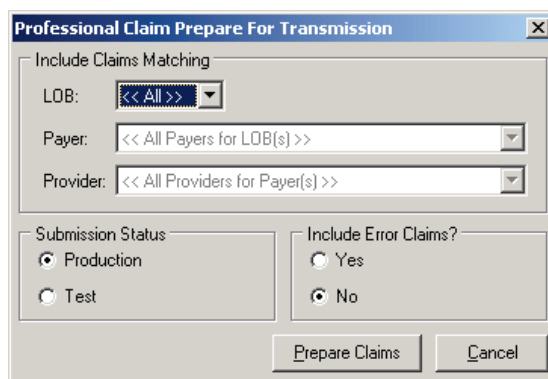 Professional Claim Prepare For Transmission
Include Claims Matching
LOB: << All >>
Payer: << All Payers for LOB(s) >>
Provider: << All Providers for Payer(s) >>
Submission Status
Production
Test
Include Error Claims?
Yes
No
Prepare Claims Cancel